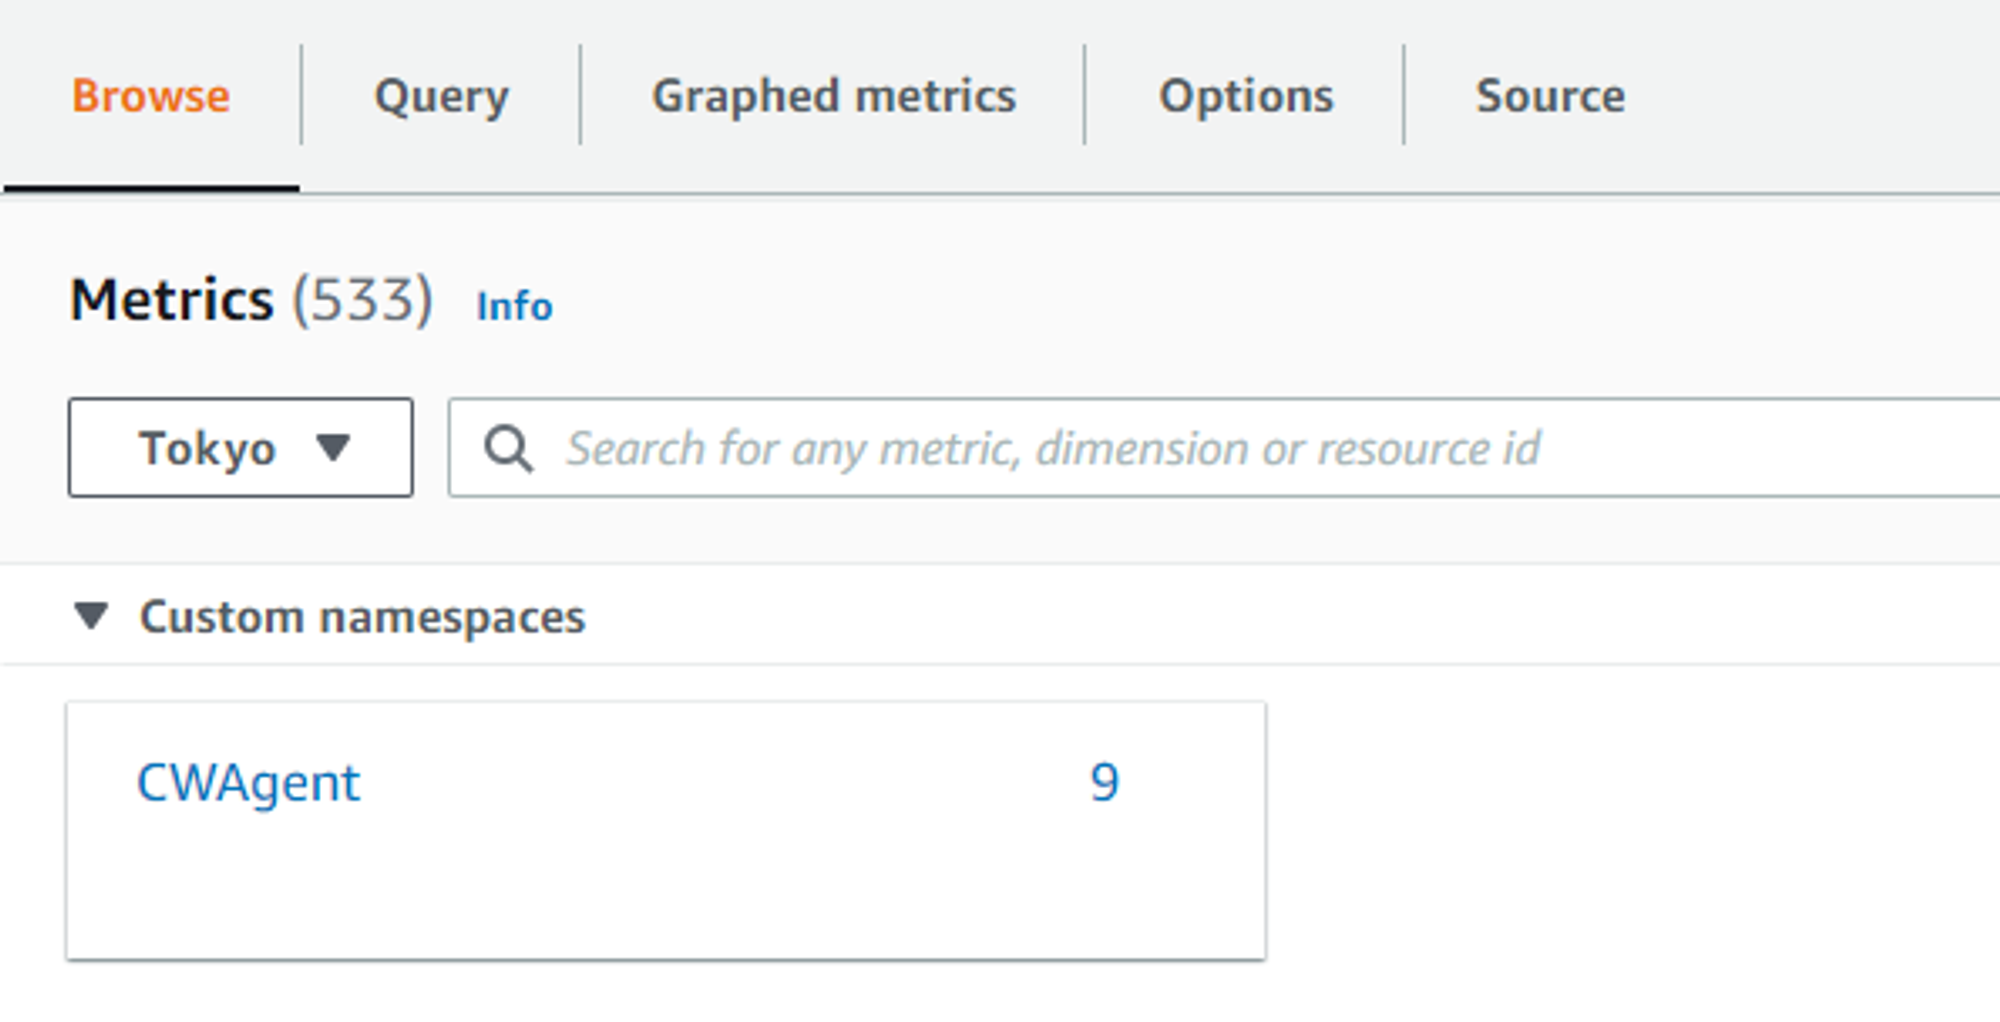 Browse Query Graphed metrics Options Source
Metrics (533) Info
Tokyo Search for any metric, dimension or resource id
Custom namespaces
CWAgent 9